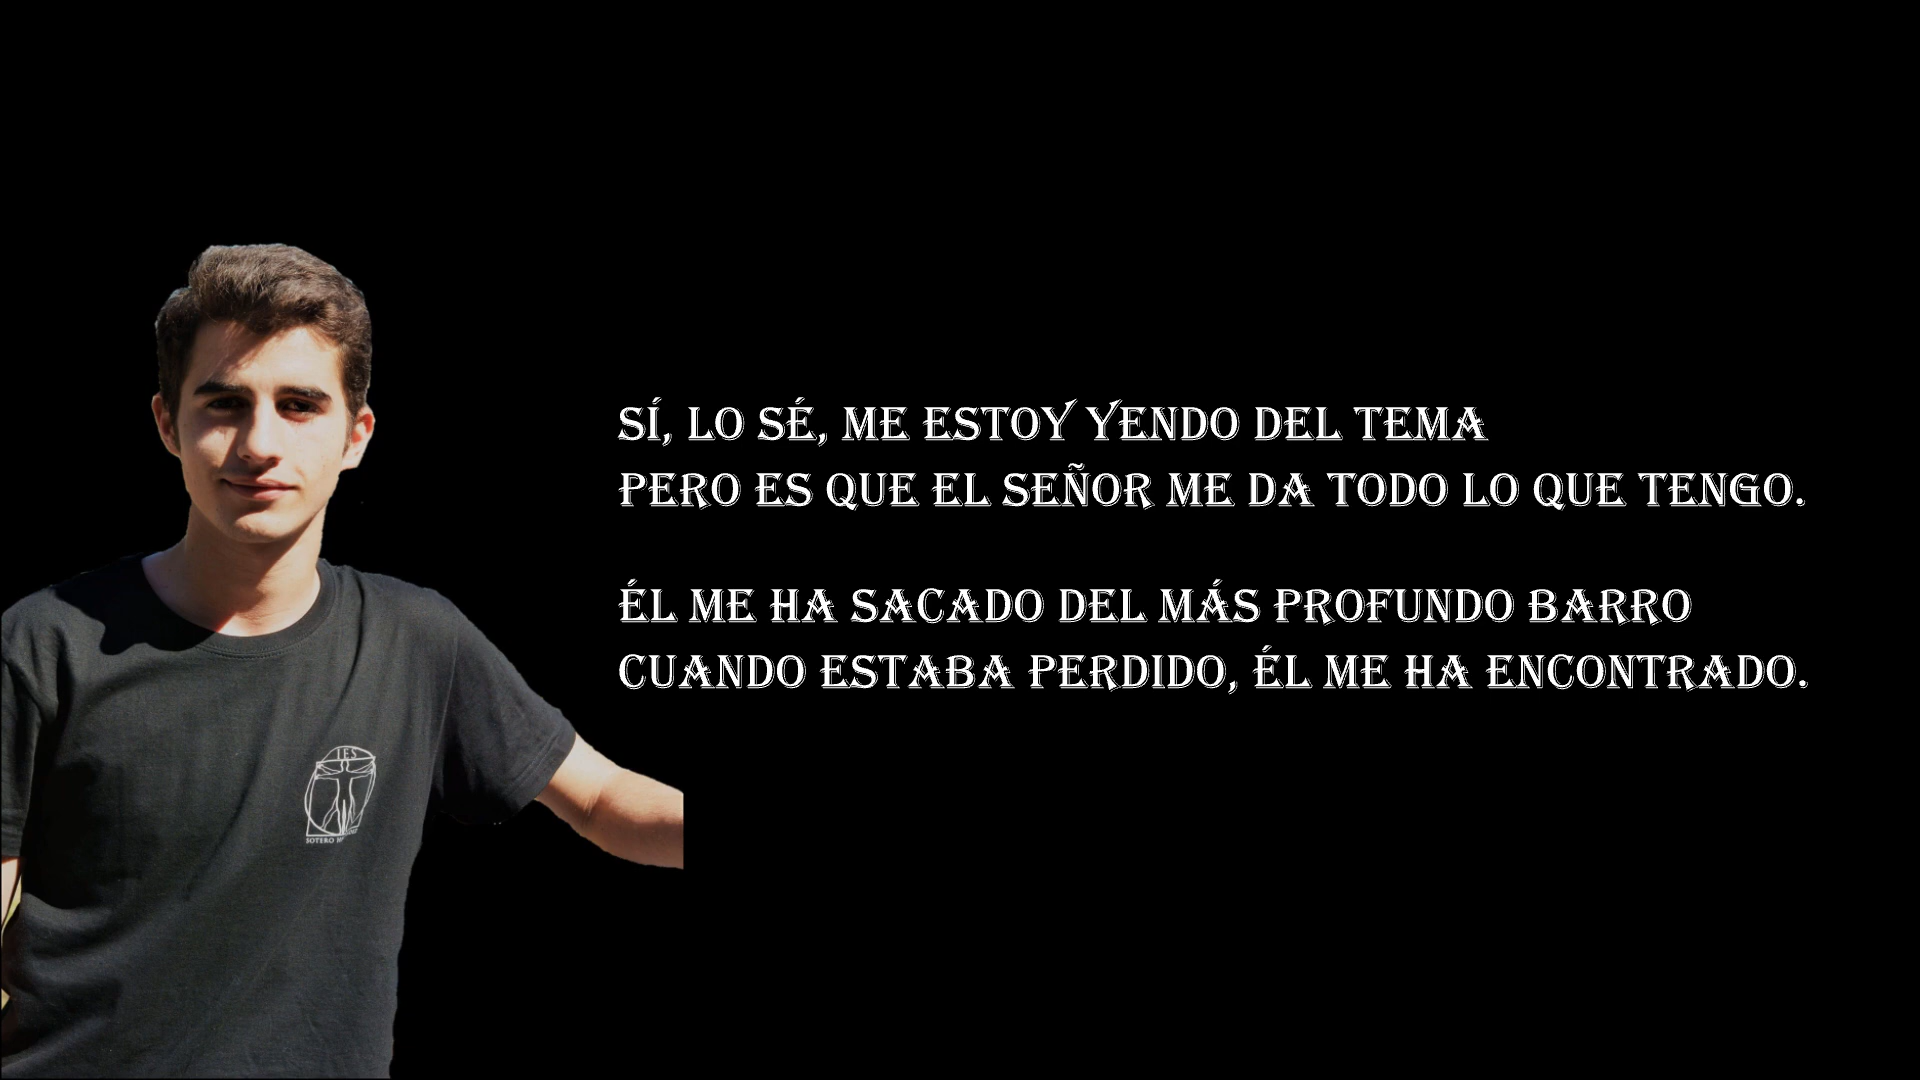 SÍ, LO SÉ, ME ESTOY YENDO DEL TEMA
PERO ES QUE EL SEÑOR ME DA TODO LO QUE TENGO.
ÉL ME HA SACADO DEL MÁS PROFUNDO BARRO
CUANDO ESTABA PERDIDO, ÉL ME HA ENCONTRADO.
IES
SOTERO